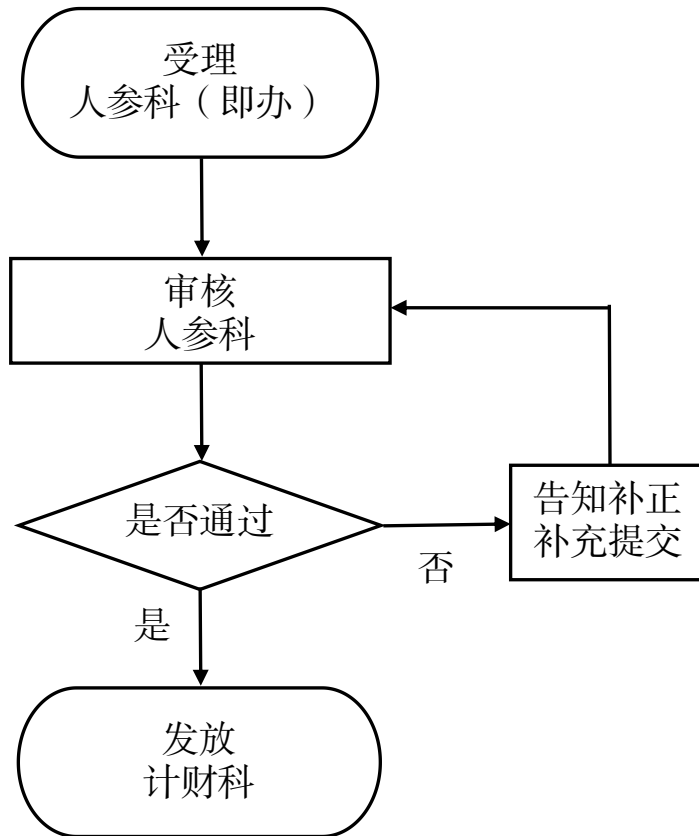 受理
人参科（即办）
审核
人参科
是否通过
告知补正
补充提交
否
是
发放
计财科